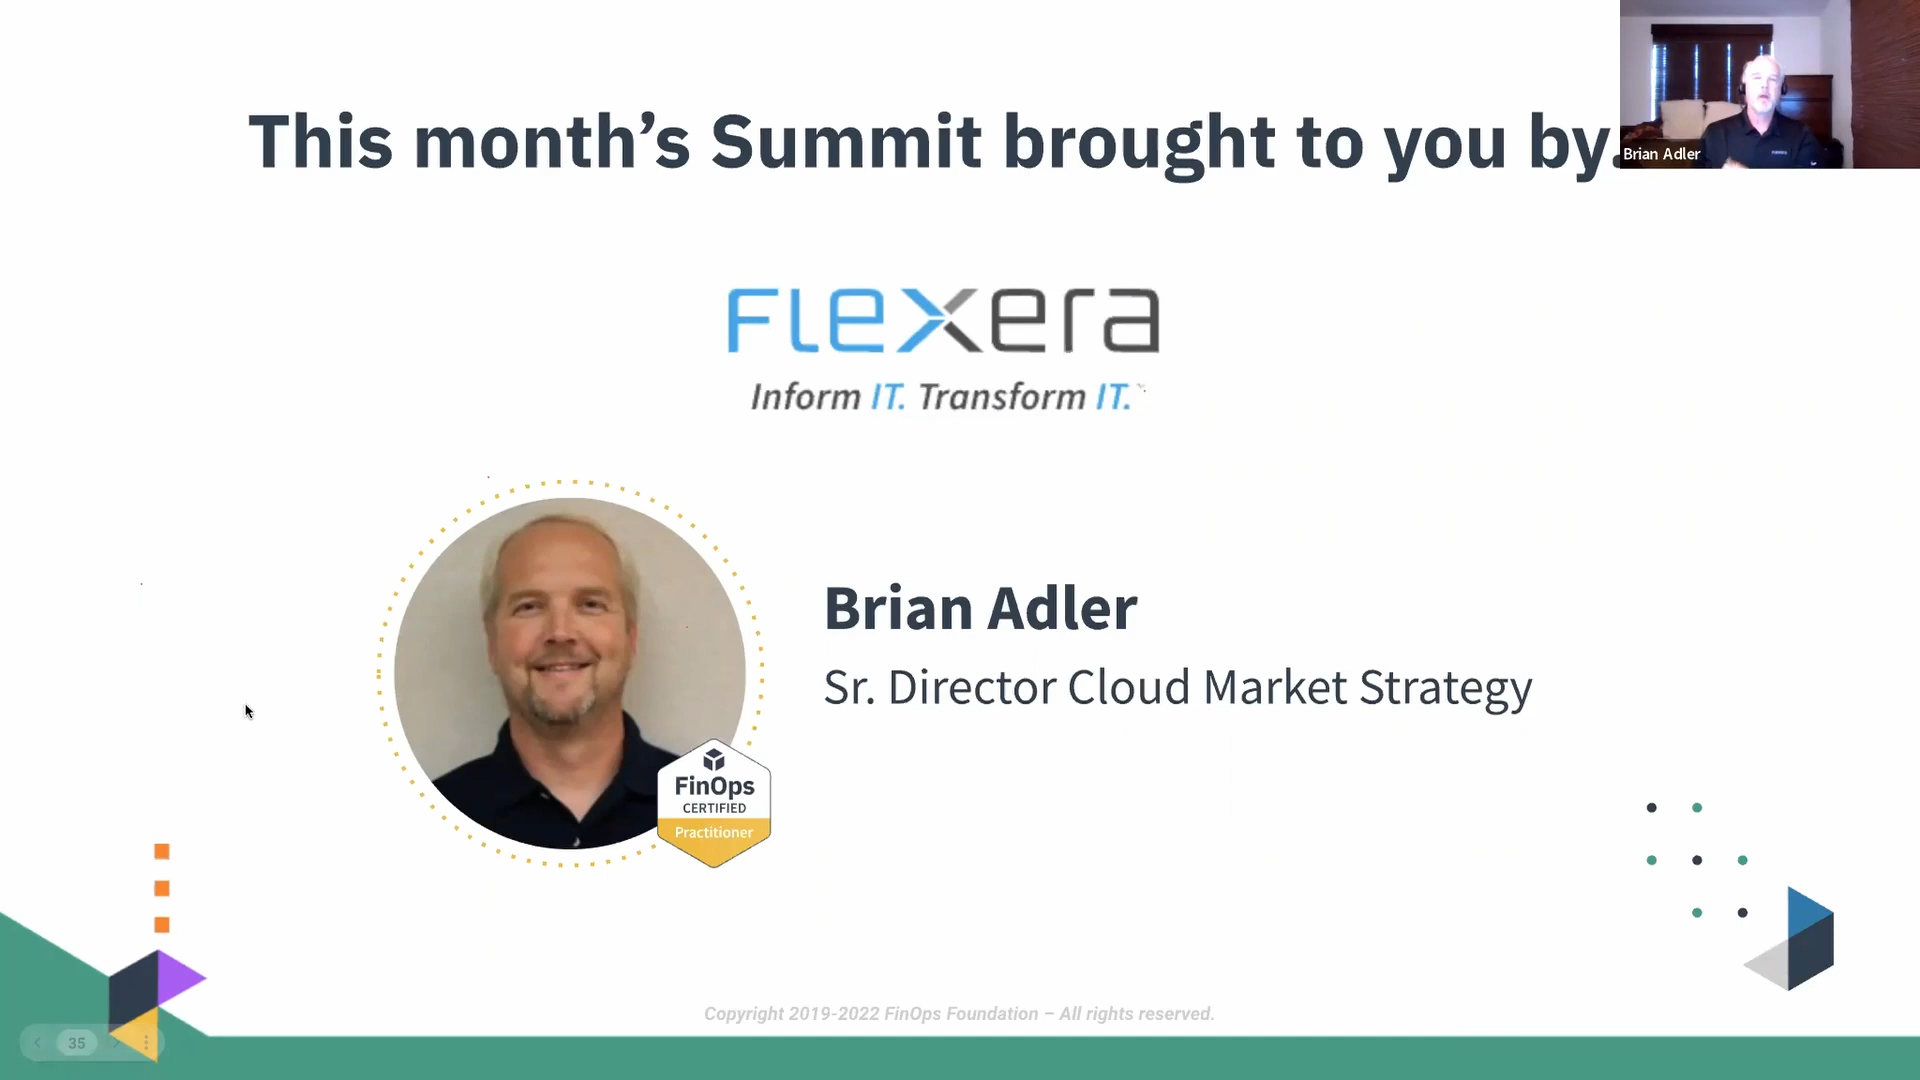 This month’s Summit brought to you by.
Brian Adler
Flexera
Inform IT. Transform IT.
Brian Adler
Sr. Director Cloud Market Strategy
FinOps
CERTIFIED
Practitioner
Copyright 2019-2022 FinOps Foundation – All rights reserved.
35